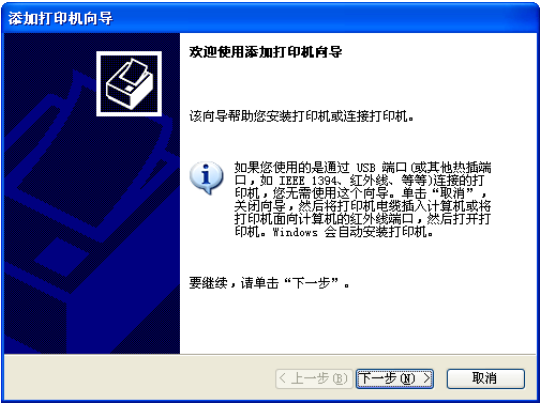 添加打印机向导
欢迎使用添加打印机向导
该向导帮助您安装打印机或连接打印机。
如果您使用的是通过 USB 端口(或其他热插端
口，如 IEEE 1394、红外线、等等)连接的打
印机，您无需使用这个向导。单击“取消”，
关闭向导，然后将打印机电缆插入计算机或将
打印机面向计算机的红外线端口，然后打开打
印机。Windows 会自动安装打印机。
要继续，请单击“下一步”。
< 上一步(B) 下一步(N) > 取消